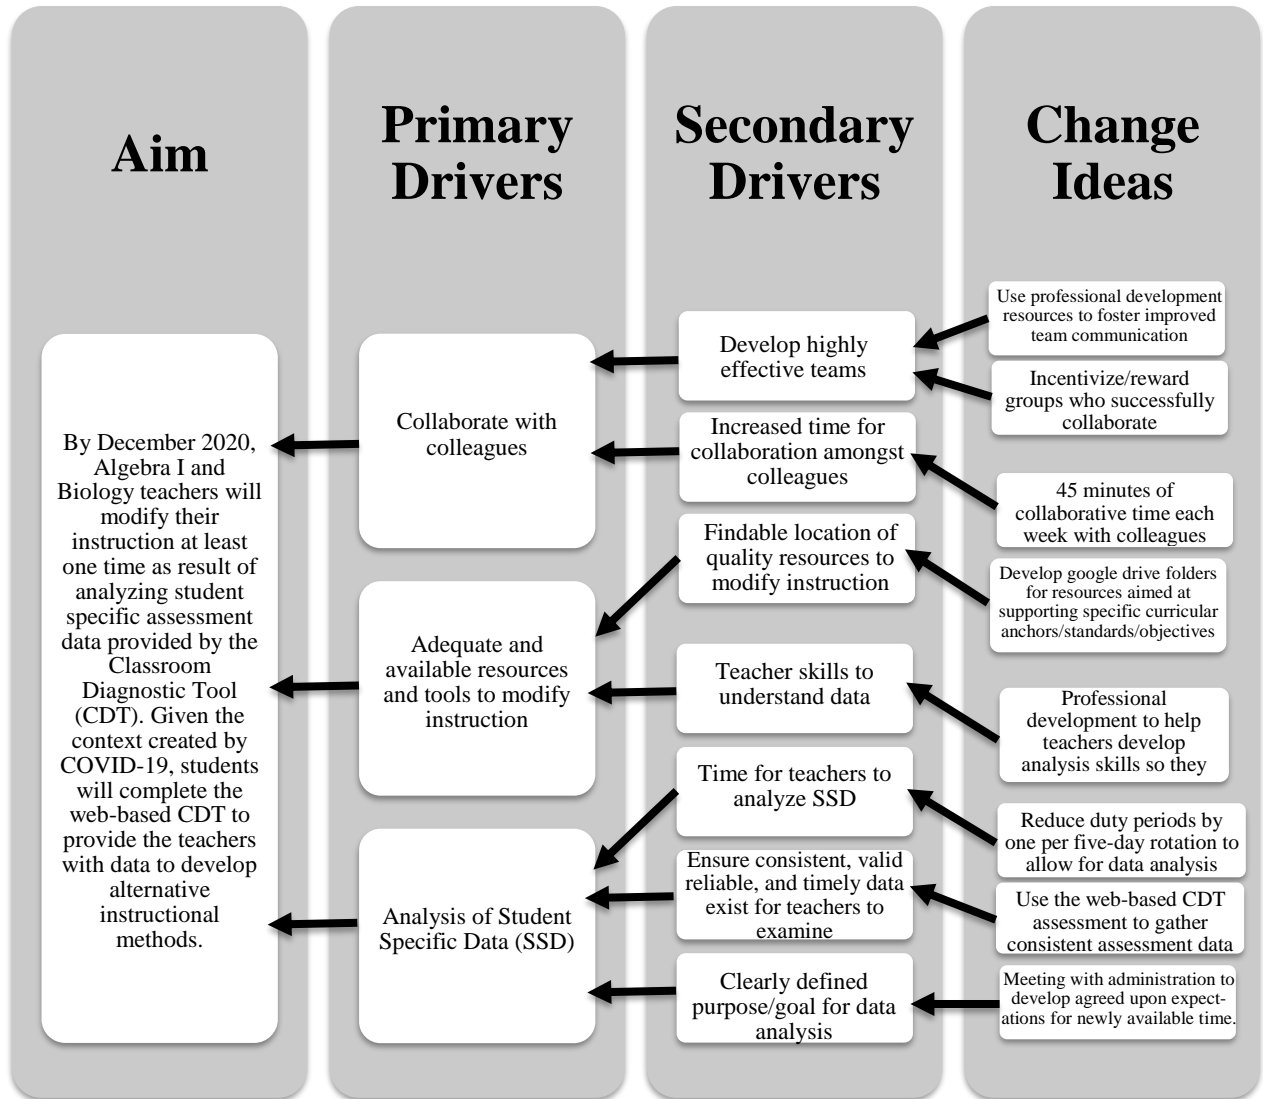 Aim
By December 2020,
Algebra I and
Biology teachers will
modify their
instruction at least
one time as result of
analyzing student
specific assessment
data provided by the
Classroom
Diagnostic Tool
(CDT). Given the
context created by
COVID-19, students
will complete the
web-based CDT to
provide the teachers
with data to develop
alternative
instructional
methods.
Primary
Drivers
Collaborate with
colleagues
Adequate and
available resources
and tools to modify
instruction
Analysis of Student
Specific Data (SSD)
Secondary
Drivers
Develop highly
effective teams
Increased time for
collaboration amongst
colleagues
Findable location of
quality resources to
modify instruction
Teacher skills to
understand data
Time for teachers to
analyze SSD
Ensure consistent, valid
reliable, and timely data
exist for teachers to
examine
Clearly defined
purpose/goal for data
analysis
Change
Ideas
Use professional development
resources to foster improved
team communication
Incentivize/reward
groups who successfully
collaborate
45 minutes of
collaborative time each
week with colleagues
Develop google drive folders
for resources aimed at
supporting specific curricular
anchors/standards/objectives
Professional
development to help
teachers develop
analysis skills so they
Reduce duty periods by
one per five-day rotation to
allow for data analysis
Use the web-based CDT
assessment to gather
consistent assessment data
Meeting with administration to
develop agreed upon expect-
ations for newly available time.